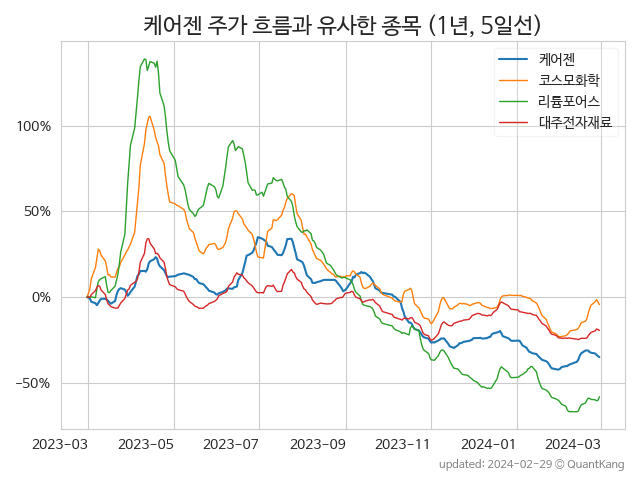 케어젠 주가 흐름과 유사한 종목 (1년, 5일선)
케어젠
코스모화학
리튬포어스
대주전자재료
100%
50%
0%
−50%
2023-03 2023-05 2023-07 2023-09 2023-11 2024-01 2024-03
updated: 2024-02-29 © QuantKang